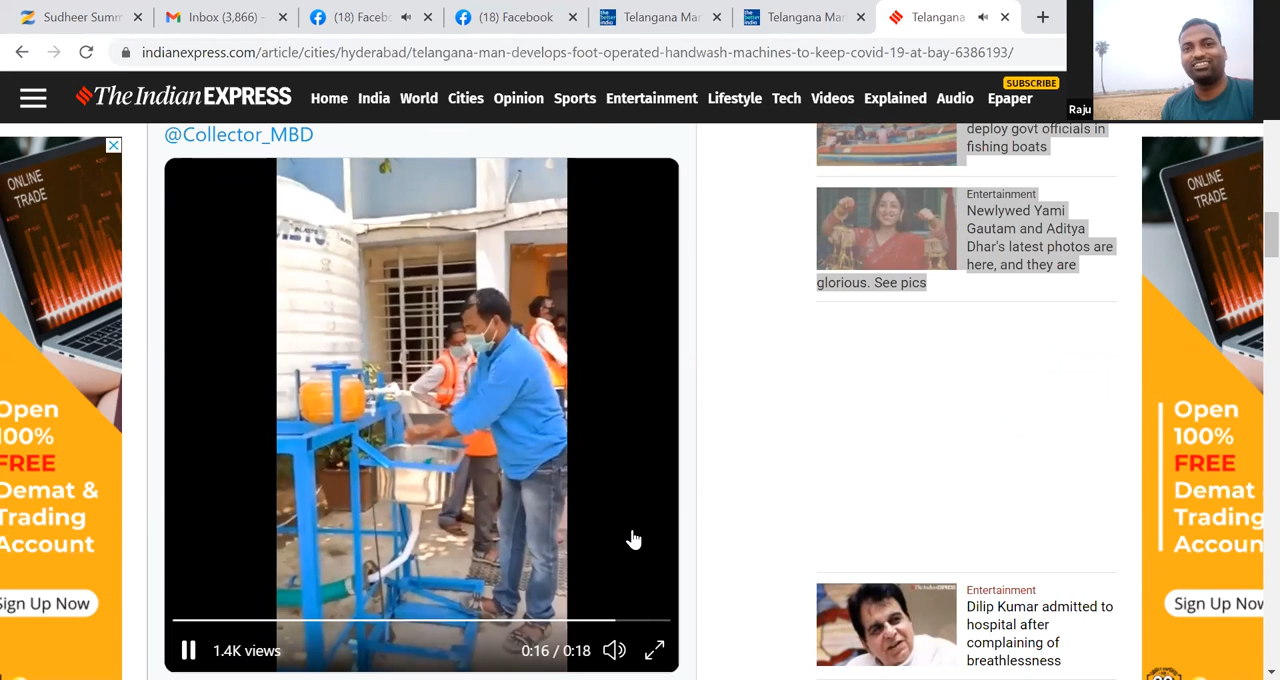 Sudheer Summ
Inbox (3,866) -
(18) Faceb
(18) Facebook
Telangana Mar
Telangana Mar
Telangana
indianexpress.com/article/cities/hyderabad/telangana-man-develops-foot-operated-handwash-machines-to-keep-covid-19-at-bay-6386193/
The Indian EXPRESS
Home India World Cities Opinion Sports Entertainment Lifestyle Tech Videos Explained Audio Epaper
SUBSCRIBE
Raju
@Collector_MBD
1.4K views
0:16 / 0:18
deploy govt officials in
fishing boats
Entertainment
Newlywed Yami
Gautam and Aditya
Dhar's latest photos are
here, and they are
glorious. See pics
Entertainment
Dilip Kumar admitted to
hospital after
complaining of
breathlessness
ONLINE
TRADE
Open
100%
FREE
Demat &
Trading
Account
Sign Up Now
ONLINE
TRADE
Open
100%
FREE
Demat
Trading
Accoun
Sign Up Now